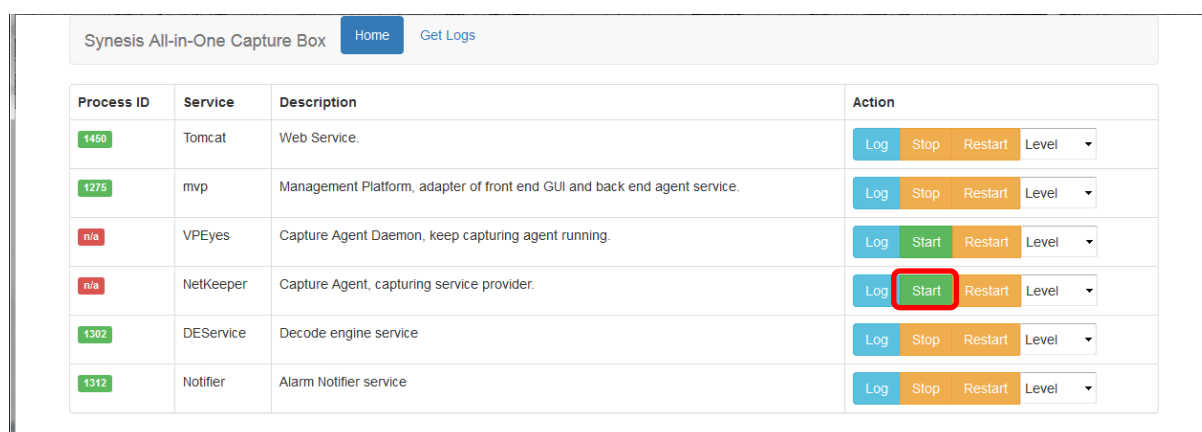 Synesis All-in-One Capture Box Home Get Logs
Process ID Service Description Action
1450 Tomcat Web Service. Log Stop Restart Level
1275 mvp Management Platform, adapter of front end GUI and back end agent service. Log Stop Restart Level
n/a VPEyes Capture Agent Daemon, keep capturing agent running. Log Start Restart Level
n/a NetKeeper Capture Agent, capturing service provider. Log Start Restart Level
1302 DEService Decode engine service Log Stop Restart Level
1312 Notifier Alarm Notifier service Log Stop Restart Level